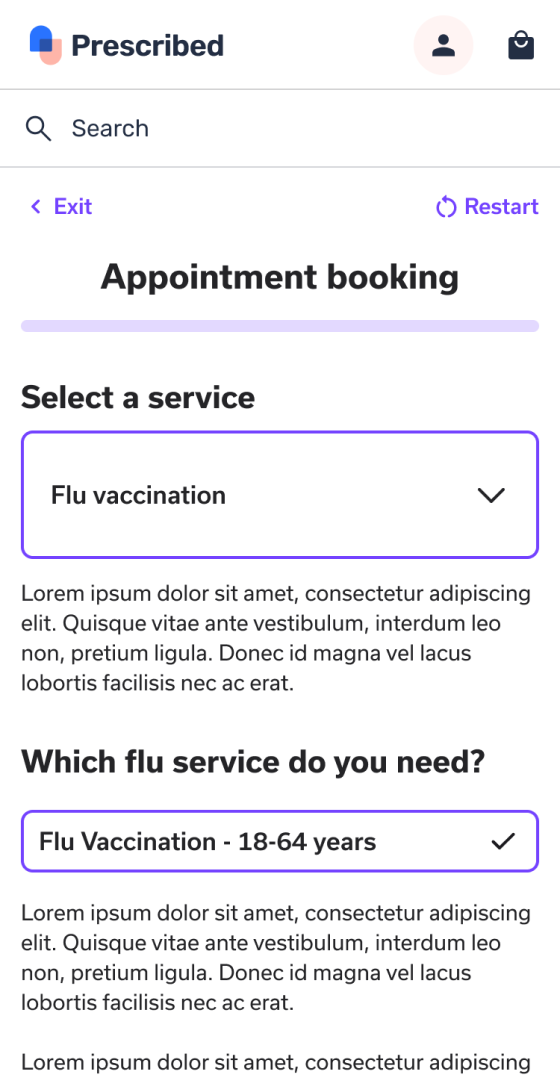 Prescribed
Search
Exit
Restart
Appointment booking
Select a service
Flu vaccination
Lorem ipsum dolor sit amet, consectetur adipiscing
elit. Quisque vitae ante vestibulum, interdum leo
non, pretium ligula. Donec id magna vel lacus
lobortis facilisis nec ac erat.
Which flu service do you need?
Flu Vaccination - 18-64 years
Lorem ipsum dolor sit amet, consectetur adipiscing
elit. Quisque vitae ante vestibulum, interdum leo
non, pretium ligula. Donec id magna vel lacus
lobortis facilisis nec ac erat.
Lorem ipsum dolor sit amet, consectetur adipiscing